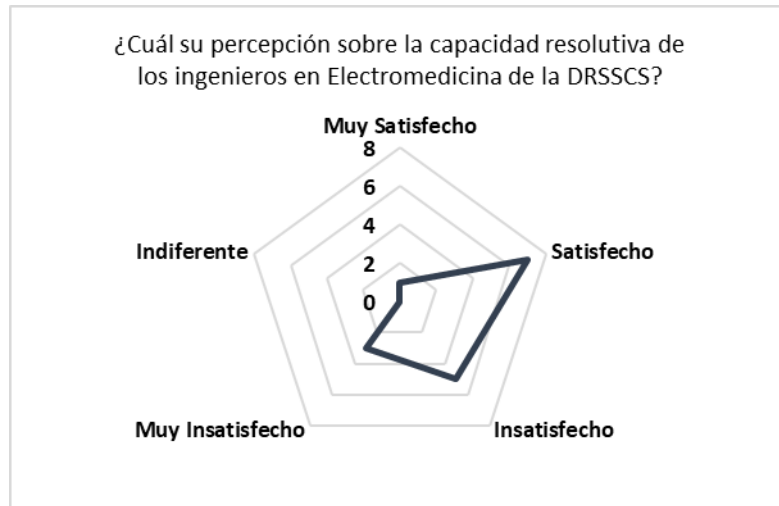 ¿Cuál su percepción sobre la capacidad resolutiva de
los ingenieros en Electromedicina de la DRSSCS?
Muy Satisfecho
8
6
4
2
0
Indiferente
Satisfecho
Muy Insatisfecho
Insatisfecho